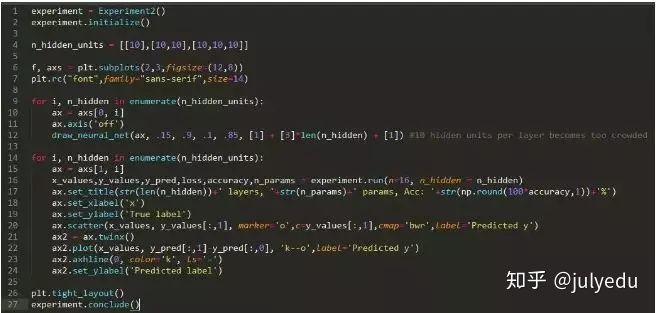 1 experiment = Experiment2()
2 experiment.initialize()
3
4 n_hidden_units = [[10],[10,10],[10,10,10]]
5
6 f, axs = plt.subplots(2,3,figsize=(12,8))
7 plt.rc("font",family="sans-serif",size=14)
8
9 for i, n_hidden in enumerate(n_hidden_units):
10 ax = axs[0, i]
11 ax.axis('off')
12 draw_neural_net(ax, .15, .9, .1, .85, [1] + [3]*len(n_hidden) + [1]) #10 hidden units per layer becomes too crowded
13
14 for i, n_hidden in enumerate(n_hidden_units):
15 ax = axs[1, i]
16 x_values,y_values,y_pred,loss,accuracy,n_params = experiment.run(n=16, n_hidden = n_hidden)
17 ax.set_title(str(len(n_hidden))+' layers, '+str(n_params)+' params, Acc: '+str(np.round(100*accuracy,1))+'%')
18 ax.set_xlabel('x')
19 ax.set_ylabel('True label')
20 ax.scatter(x_values, y_values[:,1], marker='o',c=y_values[:,1],cmap='bwr',label='Predicted y')
21 ax2 = ax.twinx()
22 ax2.plot(x_values, y_pred[:,1]-y_pred[:,0], 'k--o',label='Predicted y')
23 ax2.axhline(0, color='k', ls='-')
24 ax2.set_ylabel('Predicted label')
25
26 plt.tight_layout()
27 experiment.conclude()
知乎 @julyedu